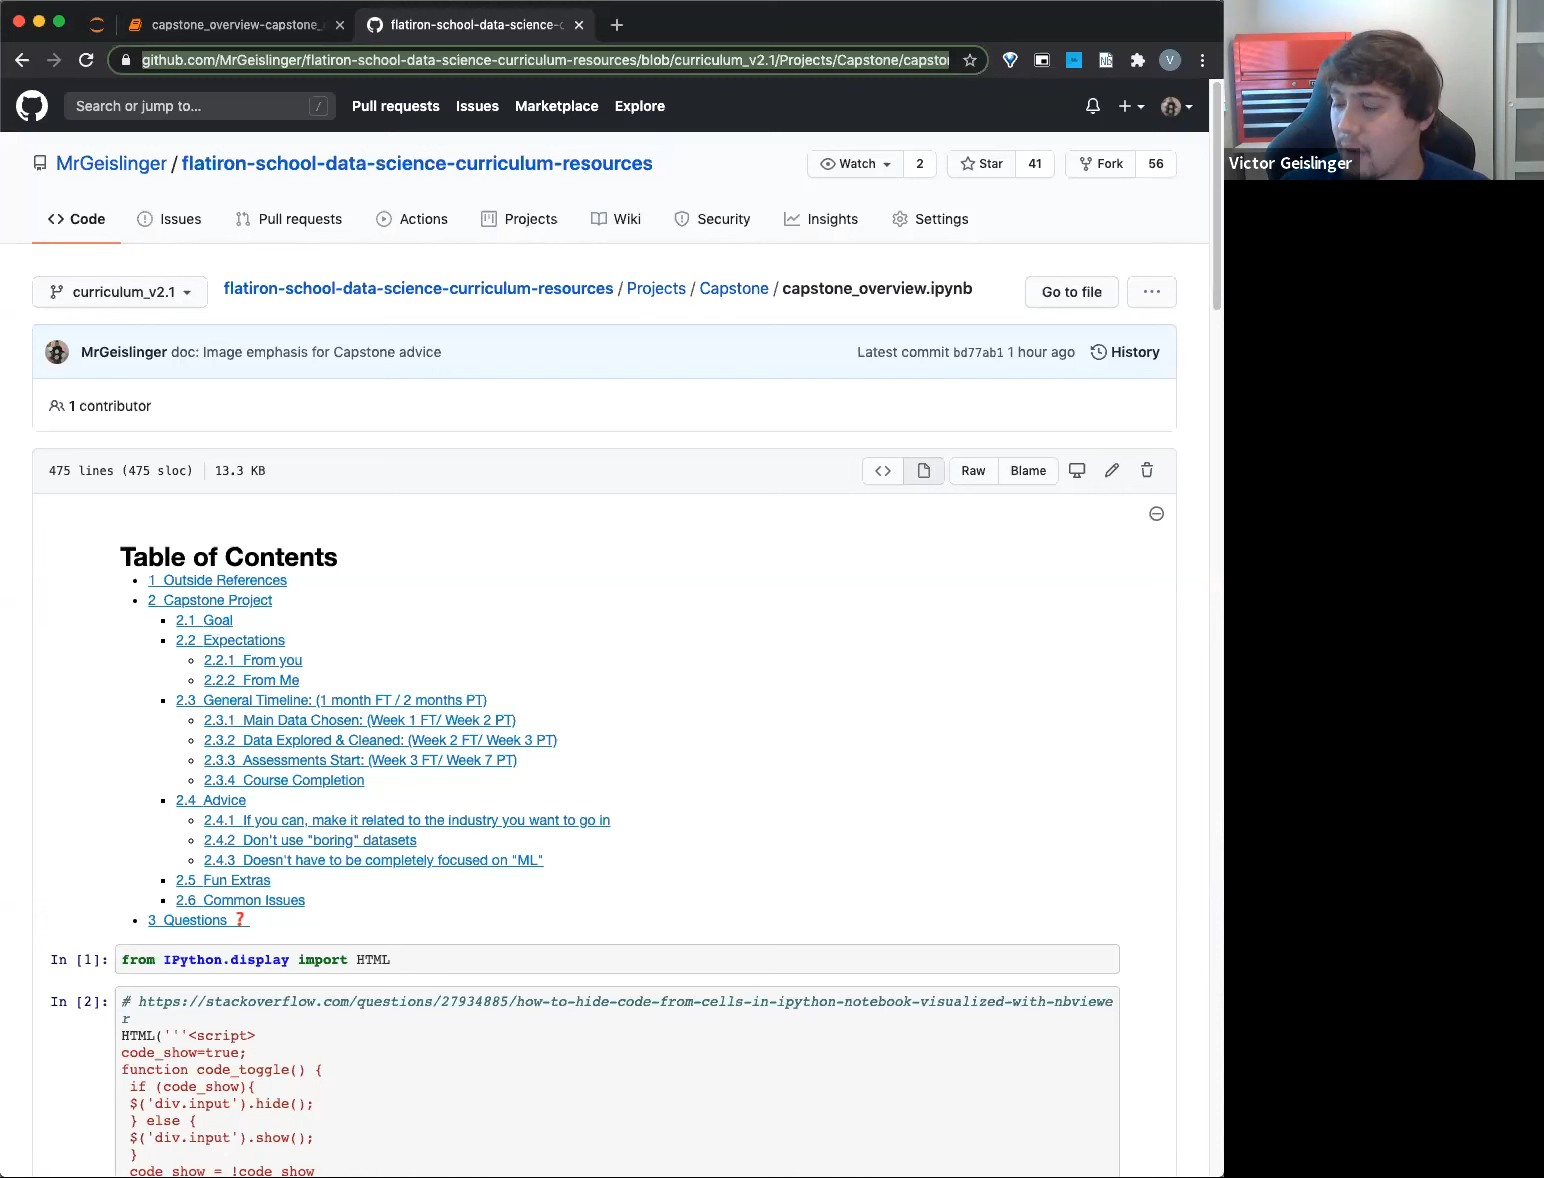 capstone_overview-capstone_
flatiron-school-data-science-c
github.com/MrGeislinger/flatiron-school-data-science-curriculum-resources/blob/curriculum_v2.1/Projects/Capstone/capsto
V
Search or jump to...
/
Pull requests
Issues
Marketplace
Explore
Victor Geislinger
MrGeislinger / flatiron-school-data-science-curriculum-resources
Watch
2
Star
41
Fork
56
Code
Issues
Pull requests
Actions
Projects
Wiki
Security
Insights
Settings
curriculum_v2.1
flatiron-school-data-science-curriculum-resources / Projects / Capstone / capstone_overview.ipynb
Go to file
MrGeislinger doc: Image emphasis for Capstone advice
Latest commit bd77ab1 1 hour ago
History
1 contributor
475 lines (475 sloc)
13.3 KB
Raw
Blame
Table of Contents
1 Outside References
2 Capstone Project
2.1 Goal
2.2 Expectations
2.2.1 From you
2.2.2 From Me
2.3 General Timeline: (1 month FT / 2 months PT)
2.3.1 Main Data Chosen: (Week 1 FT/ Week 2 PT)
2.3.2 Data Explored & Cleaned: (Week 2 FT/ Week 3 PT)
2.3.3 Assessments Start: (Week 3 FT/ Week 7 PT)
2.3.4 Course Completion
2.4 Advice
2.4.1 If you can, make it related to the industry you want to go in
2.4.2 Don't use "boring" datasets
2.4.3 Doesn't have to be completely focused on "ML"
2.5 Fun Extras
2.6 Common Issues
3 Questions ❓
In [1]: from IPython.display import HTML
In [2]: # https://stackoverflow.com/questions/27934885/how-to-hide-code-from-cells-in-ipython-notebook-visualized-with-nbviewe
r
HTML('''<script>
code_show=true;
function code_toggle() {
if (code_show){
$('div.input').hide();
} else {
$('div.input').show();
}
code_show = !code_show